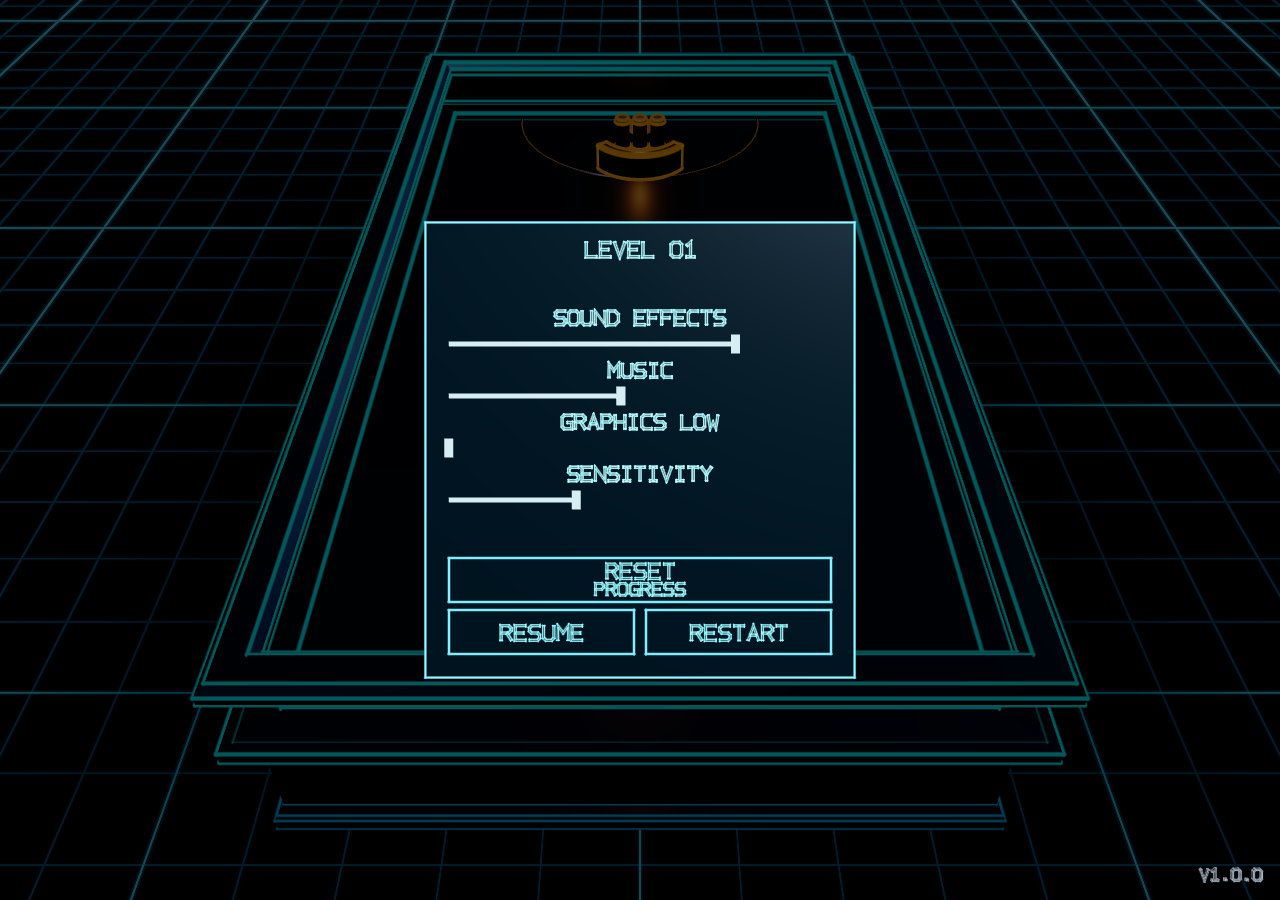 LEVEL 01
SOUND EFFECTS
MUSIC
GRAPHICS LOW
SENSITIVITY
RESET
PROGRESS
RESUME RESTART
V1.0.0